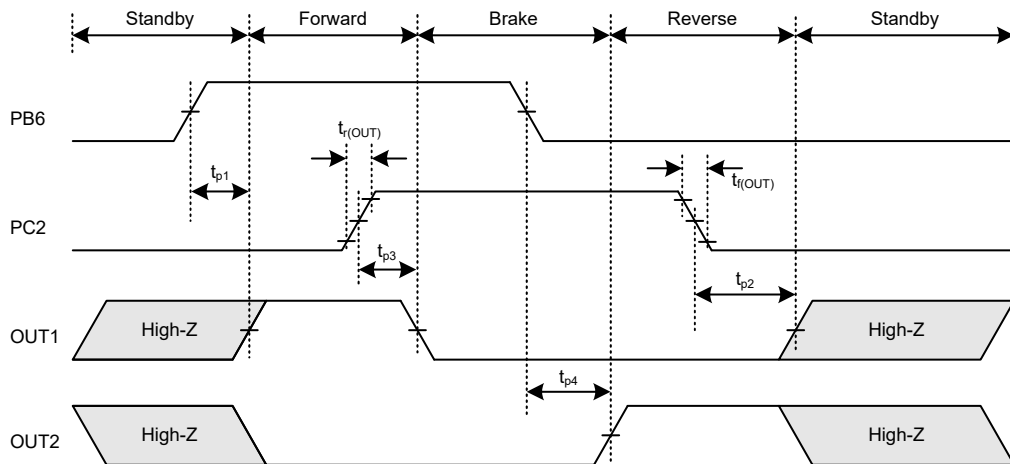 Standby Forward Brake Reverse Standby
PB6
tr(OUT)
tf(OUT)
tp1
PC2
tp3
tp2
OUT1 High-Z High-Z
tp4
OUT2 High-Z High-Z